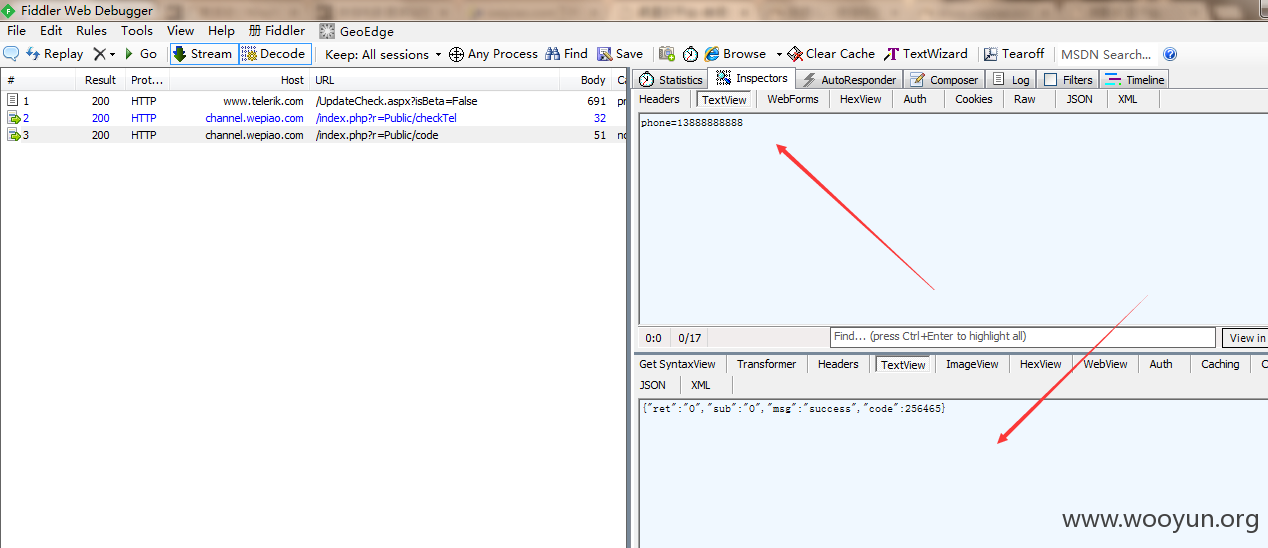 Fiddler Web Debugger
File Edit Rules Tools View Help Fiddler GeoEdge
Replay Go Stream Decode Keep: All sessions Any Process Find Save Browse Clear Cache TextWizard Tearoff MSDN Search...
# Result Prot... Host URL Body Ca
1 200 HTTP www.telerik.com /UpdateCheck.aspx?isBeta=False 691 pr
2 200 HTTP channel.wepiao.com /index.php?r=Public/checkTel 32
3 200 HTTP channel.wepiao.com /index.php?r=Public/code 51 no
Statistics Inspectors AutoResponder Composer Log Filters Timeline
Headers TextView WebForms HexView Auth Cookies Raw JSON XML
phone=13888888888
0:0 0/17 Find... (press Ctrl+Enter to highlight all) View in
Get SyntaxView Transformer Headers TextView ImageView HexView WebView Auth Caching C
JSON XML
{"ret":"0","sub":"0","msg":"success","code":256465}
www.wooyun.org